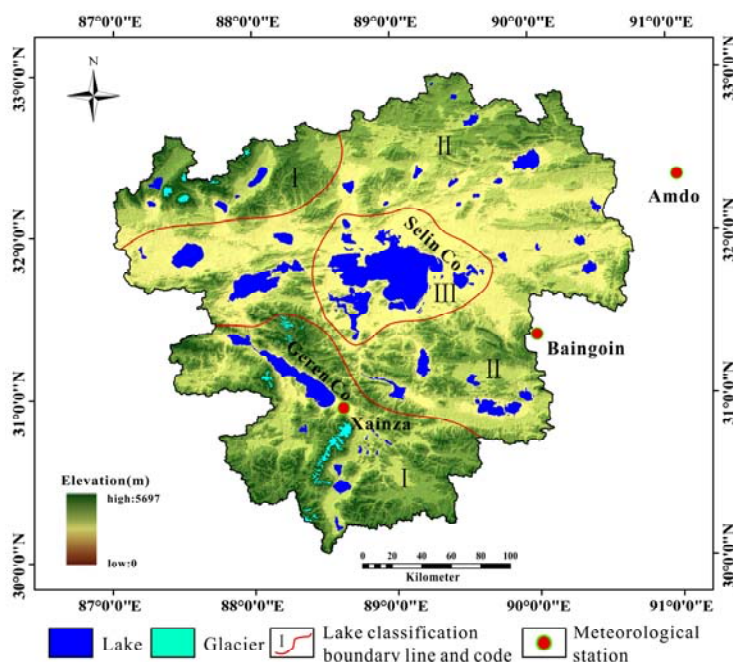 87°0'0"E 88°0'0"E 89°0'0"E 90°0'0"E 91°0'0"E
33°0'0"N
32°0'0"N
31°0'0"N
30°0'0"N
N
II
I
Amdo
Selin Co
III
Baingoin
II
Geren Co
Xainza
I
Elevation(m)
high:5697
low:0
0 10 20 40 60 80 100
Kilometer
33°0'0"N
32°0'0"N
31°0'0"N
30°0'0"N
87°0'0"E 88°0'0"E 89°0'0"E 90°0'0"E 91°0'0"E
Lake
Glacier
I
Lake classification
boundary line and code
Meteorological
station